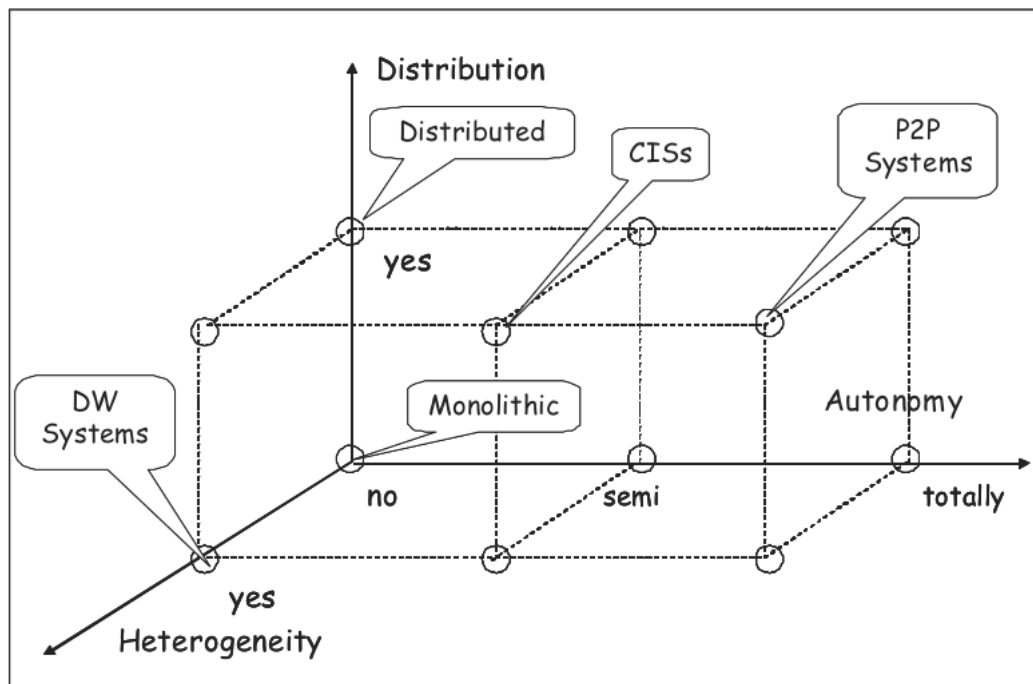 Distribution
Distributed
CISs
P2P
Systems
yes
DW
Systems
Monolithic
Autonomy
no
semi
totally
yes
Heterogeneity